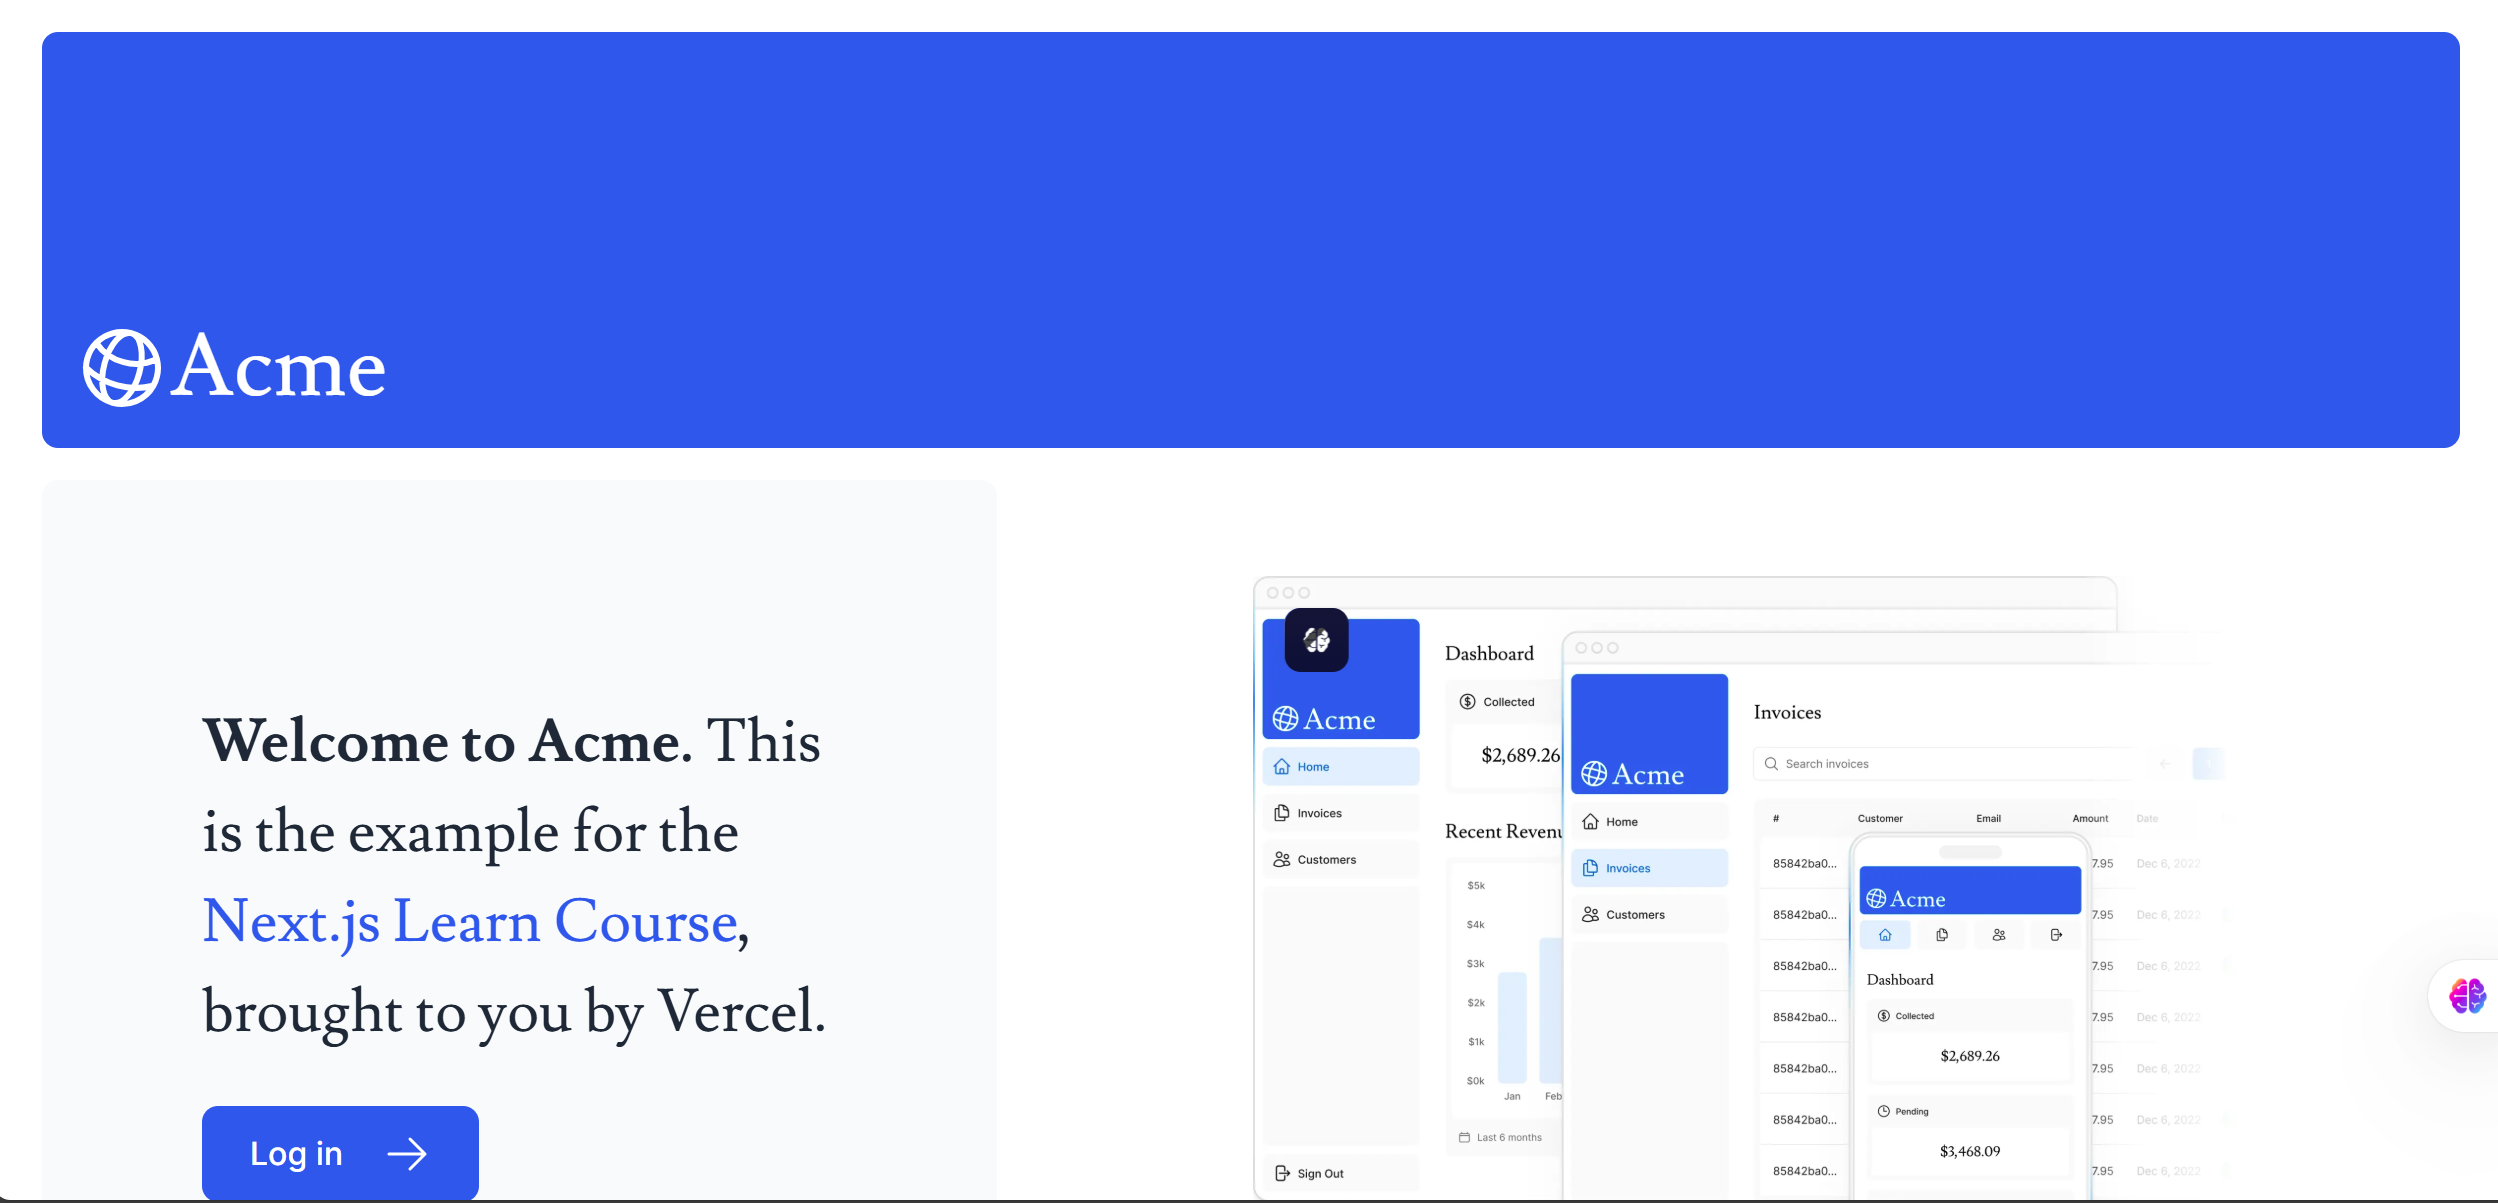 Acme
Welcome to Acme. This
is the example for the
Next.js Learn Course,
brought to you by Vercel.
Log in
Acme
Home
Invoices
Customers
Sign Out
Dashboard
Collected
$2,689.26
Recent
$5k
$4k
$3k
$2k
$1k
$0k
Jan Feb
Last 6 months
Acme
Home
Invoices
Customers
Invoices
Search invoices
# Customer Email Amount Date
85842ba0... 7.95 Dec 6, 2022
85842ba0... 7.95 Dec 6, 2022
85842ba0... 7.95 Dec 6, 2022
85842ba0... 7.95 Dec 6, 2022
85842ba0... 7.95 Dec 6, 2022
85842ba0... 7.95 Dec 6, 2022
85842ba0... 7.95 Dec 6, 2022
Acme
Dashboard
Collected
$2,689.26
Pending
$3,468.09